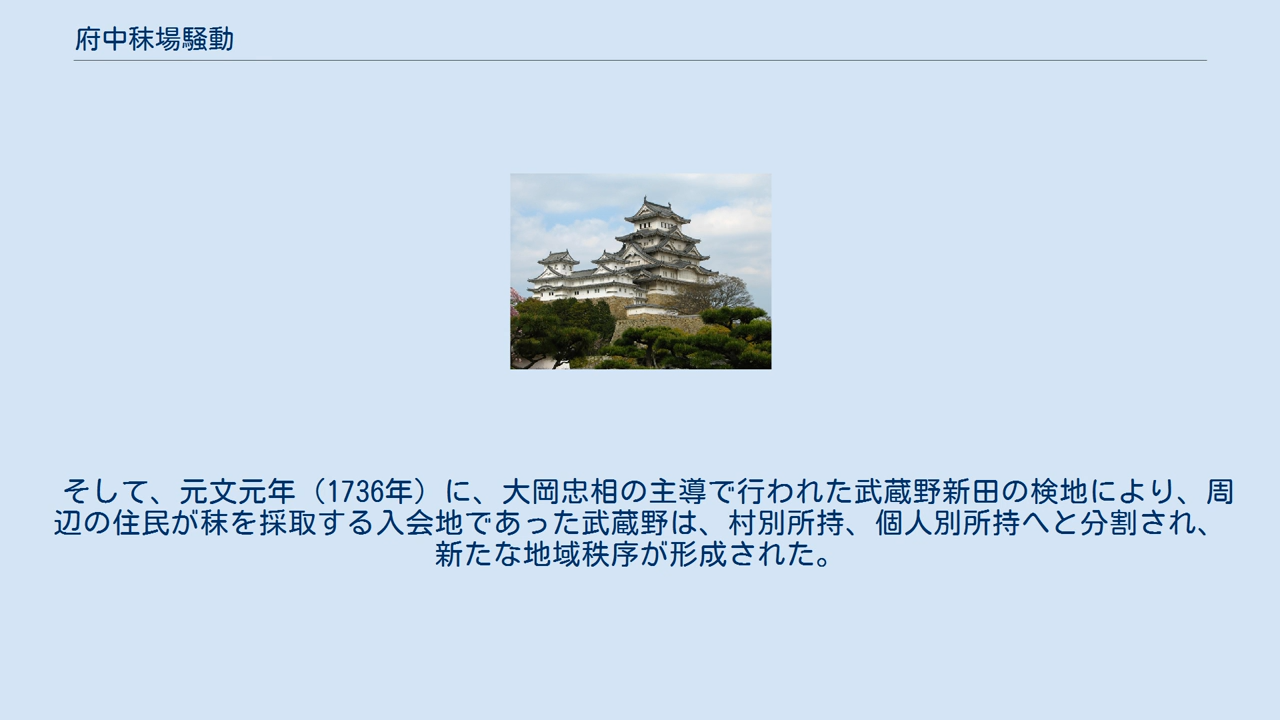 府中秣場騒動
そして、元文元年（1736年）に、大岡忠相の主導で行われた武蔵野新田の検地により、周
辺の住民が秣を採取する入会地であった武蔵野は、村別所持、個人別所持へと分割され、
新たな地域秩序が形成された。